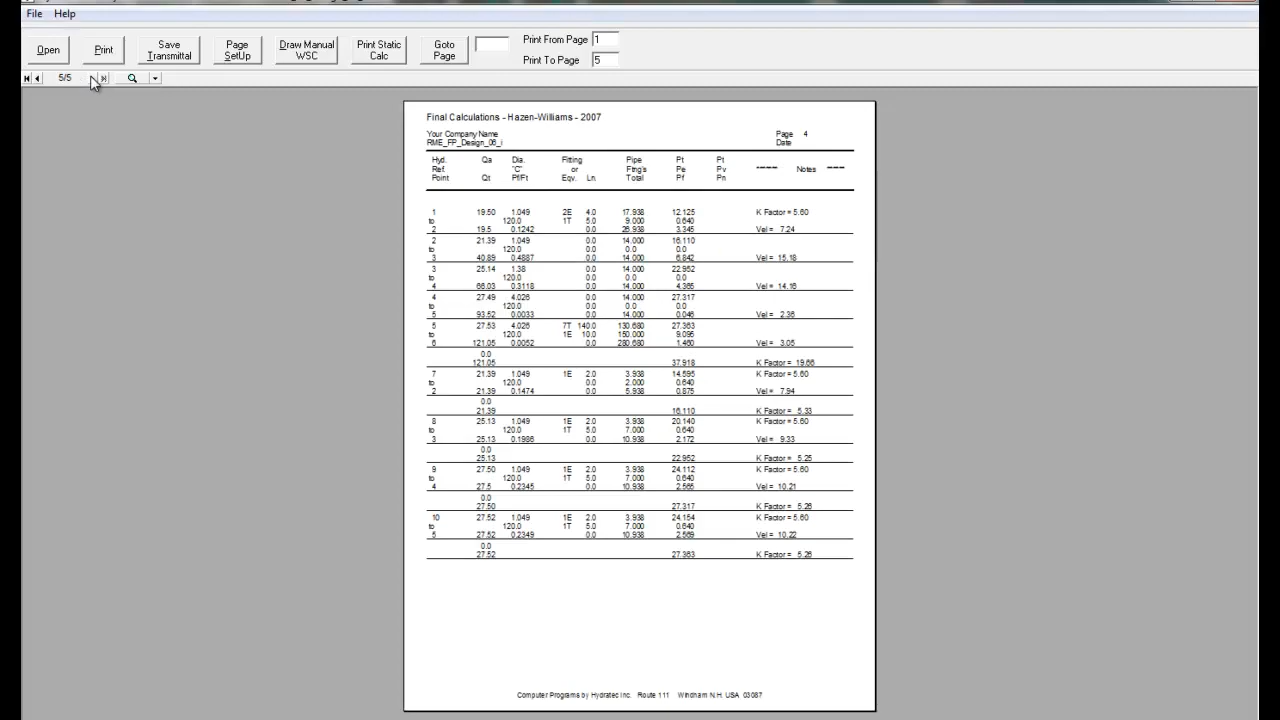 File Help
Open Print Save Transmittal Page SetUp Draw Manual WSC Print Static Calc Goto Page
Print From Page 1
Print To Page 5
5/5
Final Calculations - Hazen-Williams - 2007
Your Company Name Page 4
RME_FP_Design_06_i Date
Hyd. Qa Dia. Fitting Pipe Pt Pt
Ref. "C" or Ftng's Pe Pv ------- Notes ------
Point Qt Pf/Ft Eqv. Ln. Total Pf Pn
1 19.50 1.049 2E 4.0 17.938 12.125 K Factor = 5.60
to 120.0 1T 5.0 9.000 0.640
2 19.5 0.1242 0.0 26.938 3.345 Vel = 7.24
2 21.39 1.049 0.0 14.000 16.110
to 120.0 0.0 0.0 0.0
3 40.89 0.4887 0.0 14.000 6.842 Vel = 15.18
3 25.14 1.38 0.0 14.000 22.952
to 120.0 0.0 0.0 0.0
4 66.03 0.3118 0.0 14.000 4.365 Vel = 14.16
4 27.49 4.026 0.0 14.000 27.317
to 120.0 0.0 0.0 0.0
5 93.52 0.0033 0.0 14.000 0.046 Vel = 2.36
5 27.53 4.026 7T 140.0 130.680 27.363
to 120.0 1E 10.0 150.000 9.095
6 121.05 0.0052 0.0 280.680 1.460 Vel = 3.05
0.0
121.05 37.918 K Factor = 19.66
7 21.39 1.049 1E 2.0 3.938 14.595 K Factor = 5.60
to 120.0 0.0 2.000 0.640
2 21.39 0.1474 0.0 5.938 0.875 Vel = 7.94
0.0
21.39 16.110 K Factor = 5.33
8 25.13 1.049 1E 2.0 3.938 20.140 K Factor = 5.60
to 120.0 1T 5.0 7.000 0.640
3 25.13 0.1986 0.0 10.938 2.172 Vel = 9.33
0.0
25.13 22.952 K Factor = 5.25
9 27.50 1.049 1E 2.0 3.938 24.112 K Factor = 5.60
to 120.0 1T 5.0 7.000 0.640
4 27.5 0.2345 0.0 10.938 2.565 Vel = 10.21
0.0
27.50 27.317 K Factor = 5.26
10 27.52 1.049 1E 2.0 3.938 24.154 K Factor = 5.60
to 120.0 1T 5.0 7.000 0.640
5 27.52 0.2349 0.0 10.938 2.569 Vel = 10.22
0.0
27.52 27.363 K Factor = 5.26
Computer Programs by Hydratec Inc. Route 111 Windham N.H. USA 03087